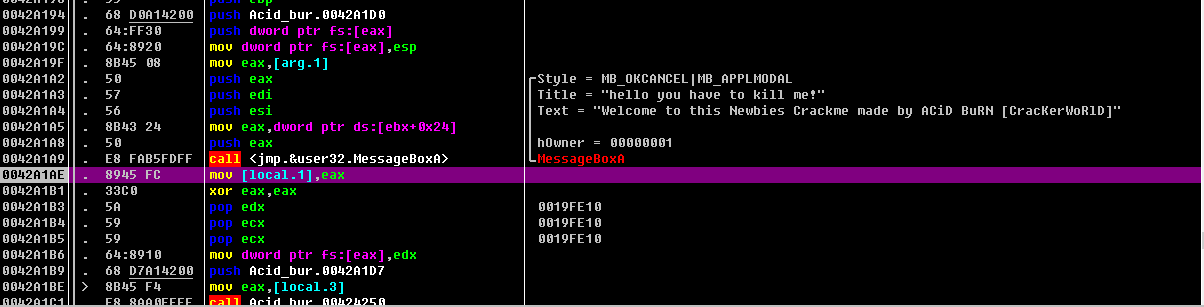 0042A194 . 68 D0A14200 push Acid_bur.0042A1D0
0042A199 . 64:FF30 push dword ptr fs:[eax]
0042A19C . 64:8920 mov dword ptr fs:[eax],esp
0042A19F . 8B45 08 mov eax,[arg.1]
0042A1A2 . 50 push eax Style = MB_OKCANCEL|MB_APPLMODAL
0042A1A3 . 57 push edi Title = "hello you have to kill me!"
0042A1A4 . 56 push esi Text = "Welcome to this Newbies Crackme made by ACiD BuRN [CracKerWoRlD]"
0042A1A5 . 8B43 24 mov eax,dword ptr ds:[ebx+0x24]
0042A1A8 . 50 push eax hOwner = 00000001
0042A1A9 . E8 FAB5FDFF call <jmp.&user32.MessageBoxA> MessageBoxA
0042A1AE . 8945 FC mov [local.1],eax
0042A1B1 . 33C0 xor eax,eax
0042A1B3 . 5A pop edx 0019FE10
0042A1B4 . 59 pop ecx 0019FE10
0042A1B5 . 59 pop ecx 0019FE10
0042A1B6 . 64:8910 mov dword ptr fs:[eax],edx
0042A1B9 . 68 D7A14200 push Acid_bur.0042A1D7
0042A1BE > 8B45 F4 mov eax,[local.3]
0042A1C1 . E8 8AA0FFFF call Acid_bur.00424250